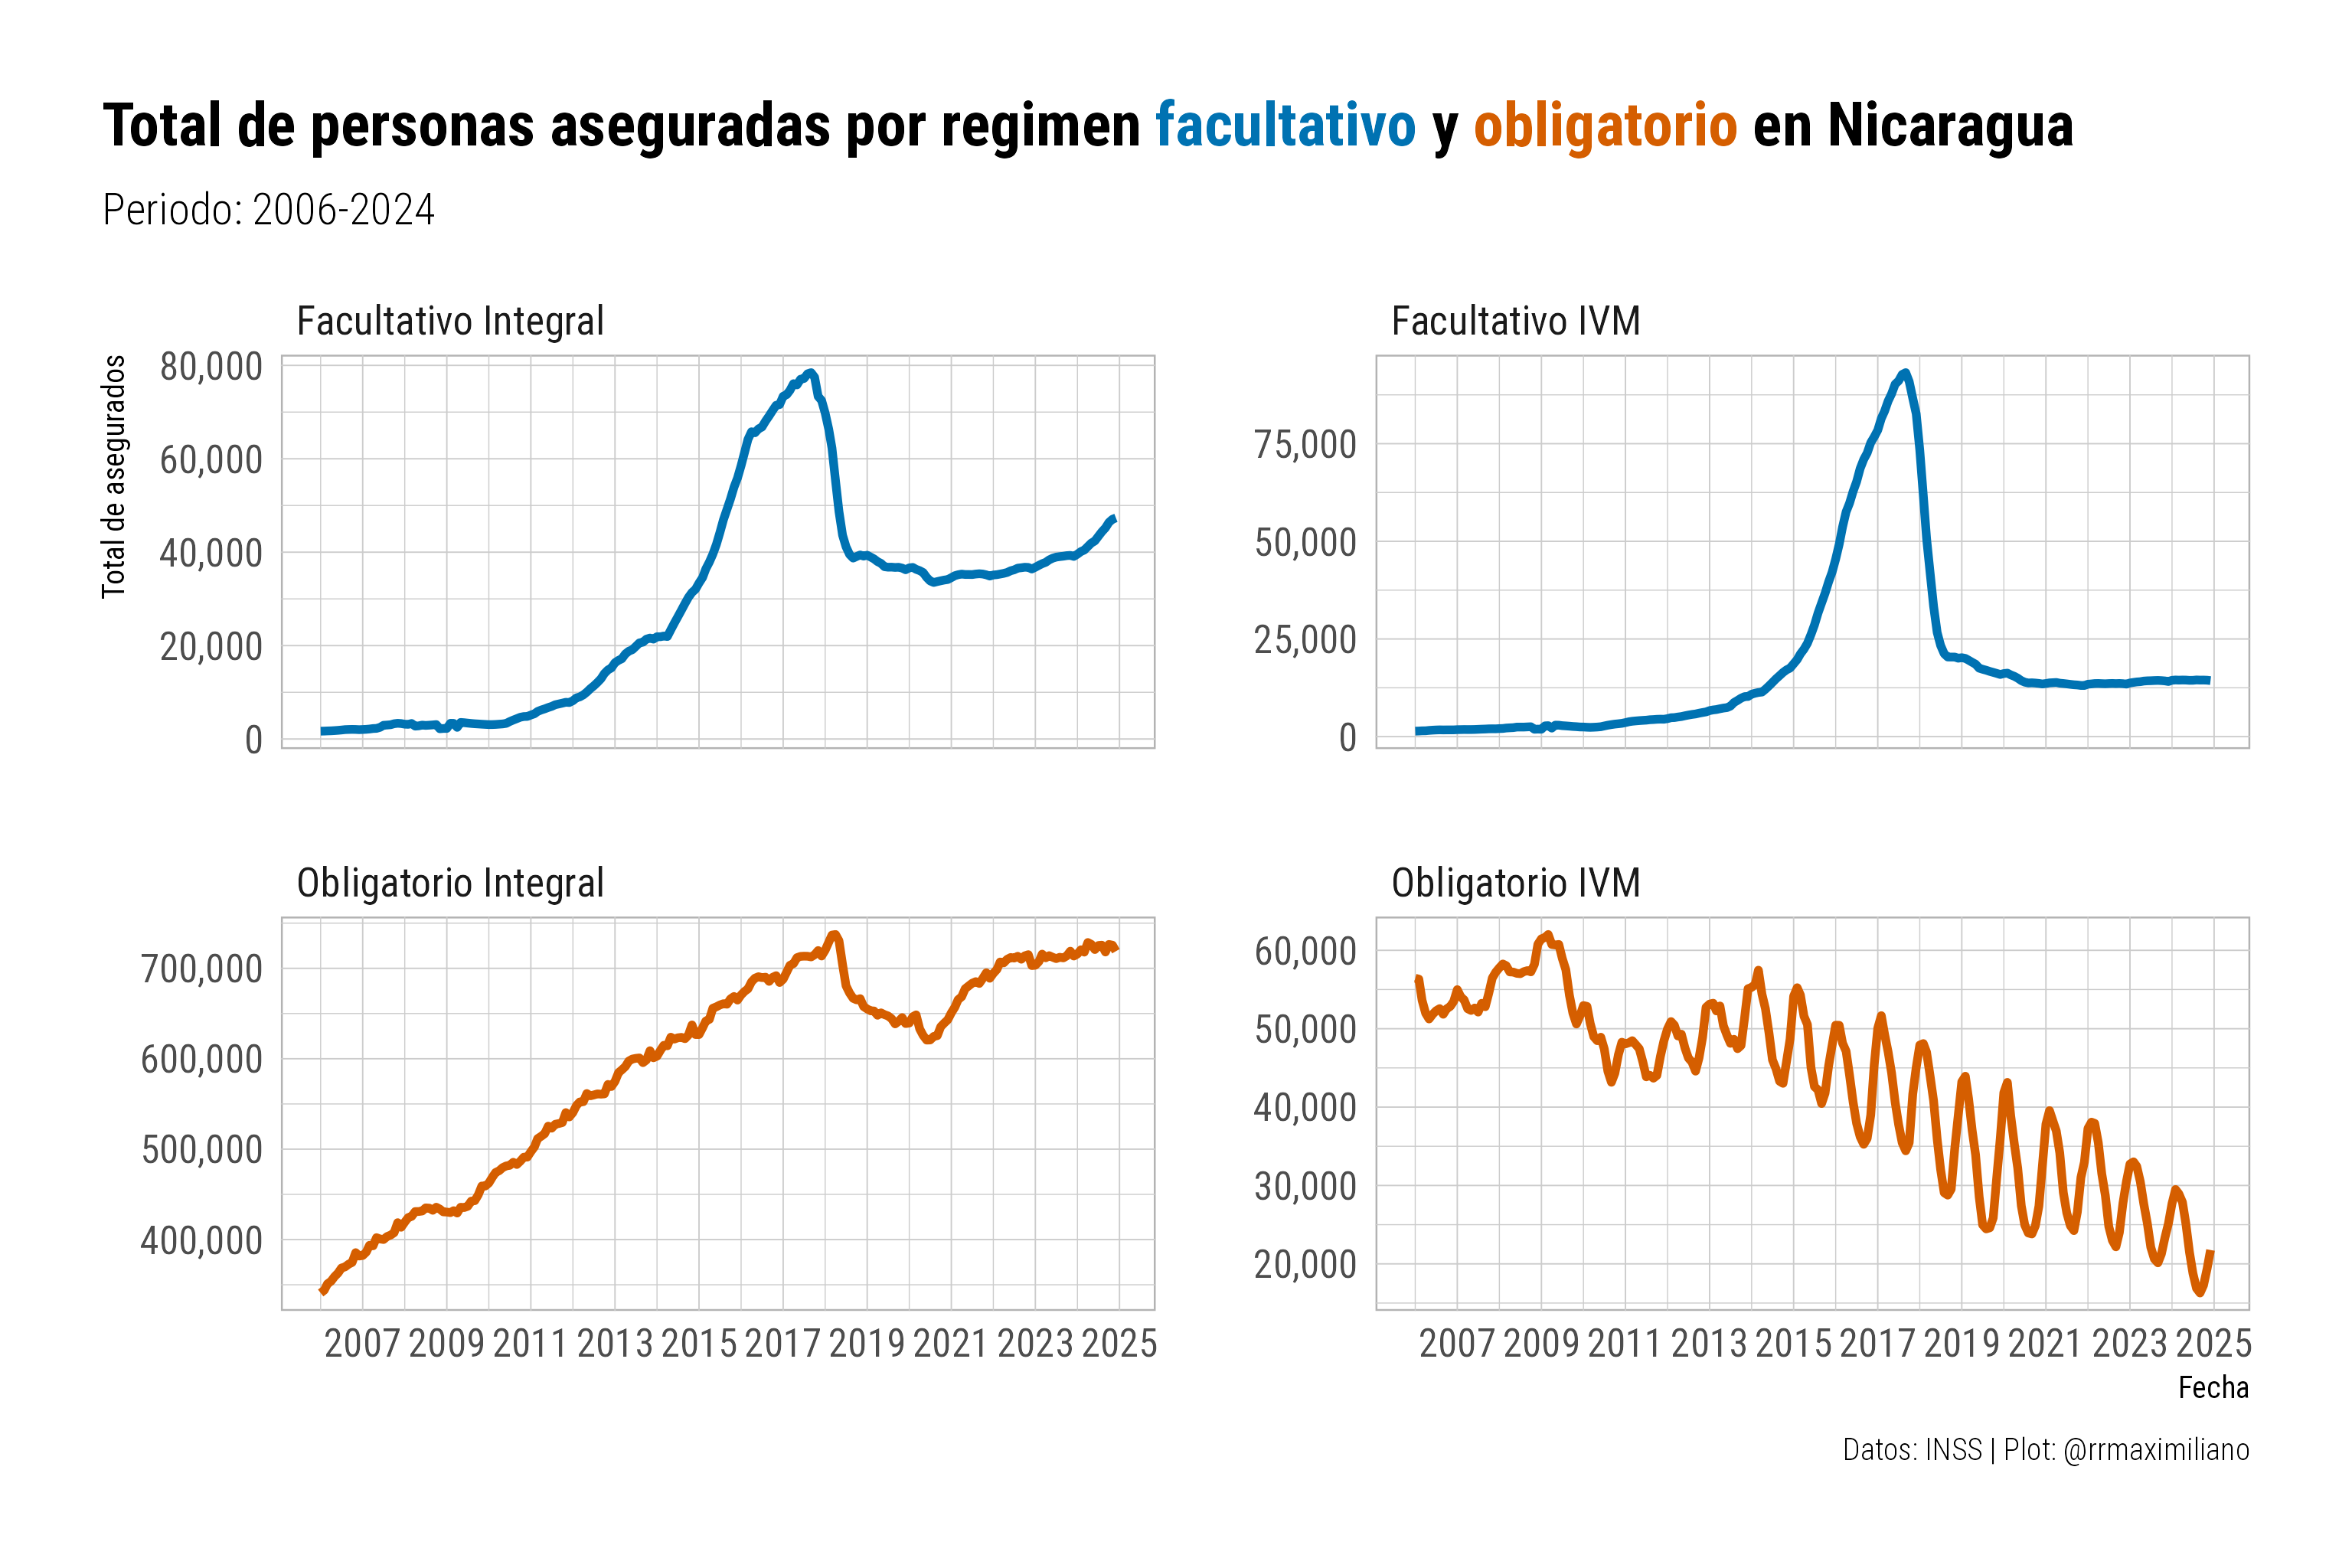 Total de personas aseguradas por regimen facultativo y obligatorio en Nicaragua
Periodo: 2006-2024
Facultativo Integral
Total de asegurados
80,000
60,000
40,000
20,000
0
Facultativo IVM
75,000
50,000
25,000
0
Obligatorio Integral
700,000
600,000
500,000
400,000
2007 2009 2011 2013 2015 2017 2019 2021 2023 2025
Obligatorio IVM
60,000
50,000
40,000
30,000
20,000
2007 2009 2011 2013 2015 2017 2019 2021 2023 2025
Fecha
Datos: INSS | Plot: @rrmaximiliano